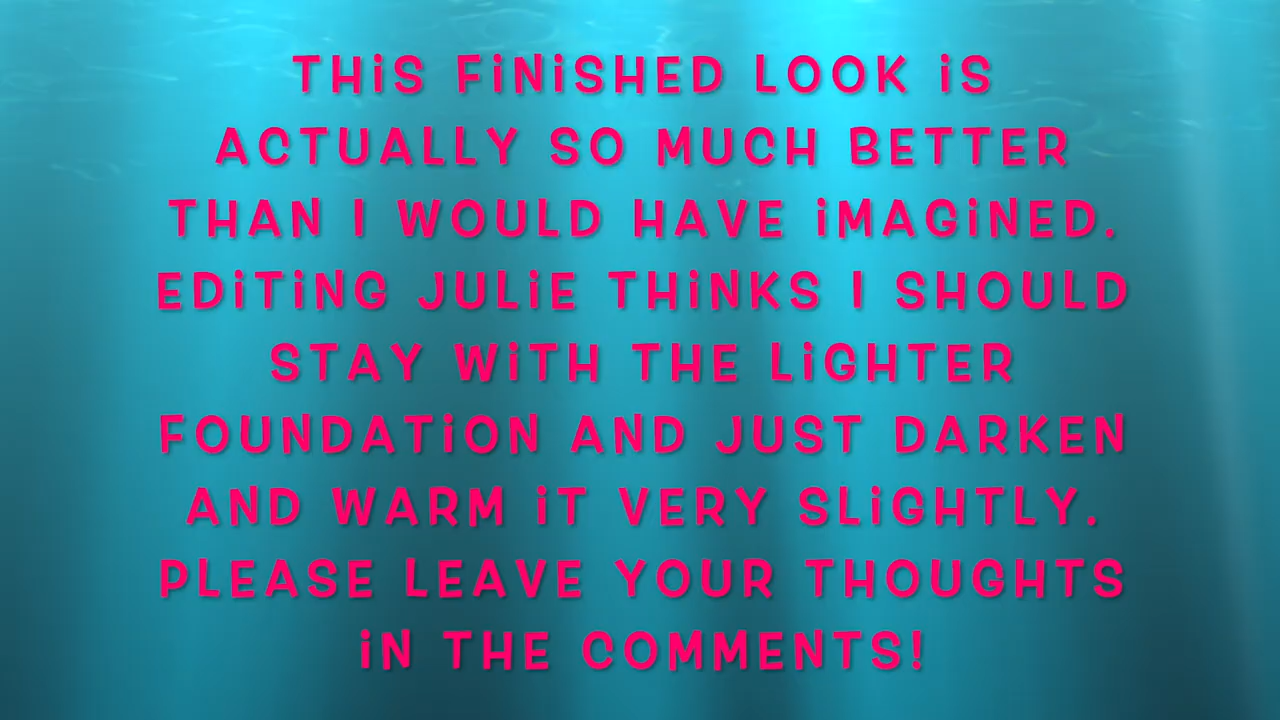 THiS FiNiSHED LOOK iS
ACTUALLY SO MUCH BETTER
THAN I WOULD HAVE iMAGiNED.
EDiTiNG JULiE THiNKS I SHOULD
STAY WiTH THE LiGHTER
FOUNDATiON AND JUST DARKEN
AND WARM iT VERY SLiGHTLY.
PLEASE LEAVE YOUR THOUGHTS
iN THE COMMENTS!